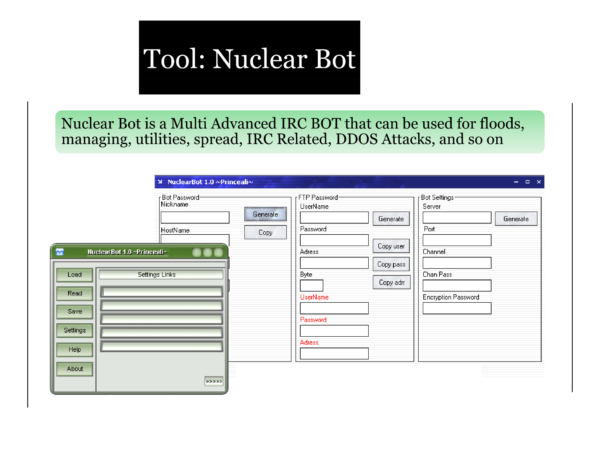 Tool: Nuclear Bot
Nuclear Bot is a Multi Advanced IRC BOT that can be used for floods,
managing, utilities, spread, IRC Related, DDOS Attacks, and so on
NuclearBot 1.0 ~Princeali~
Bot Password
Nickname
Generate
HostName
Copy
FTP Password
UserName
Generate
Password
Copy user
Adress
Copy pass
Byte
Copy adrr
UserName
Password
Adress
Bot Settings
Server
Generate
Port
Channel
Chan Pass
Encryption Password
NuclearBot 1.0 ~Princeali~
Load
Settings Links
Read
Save
Settings
Help
About
>>>>>